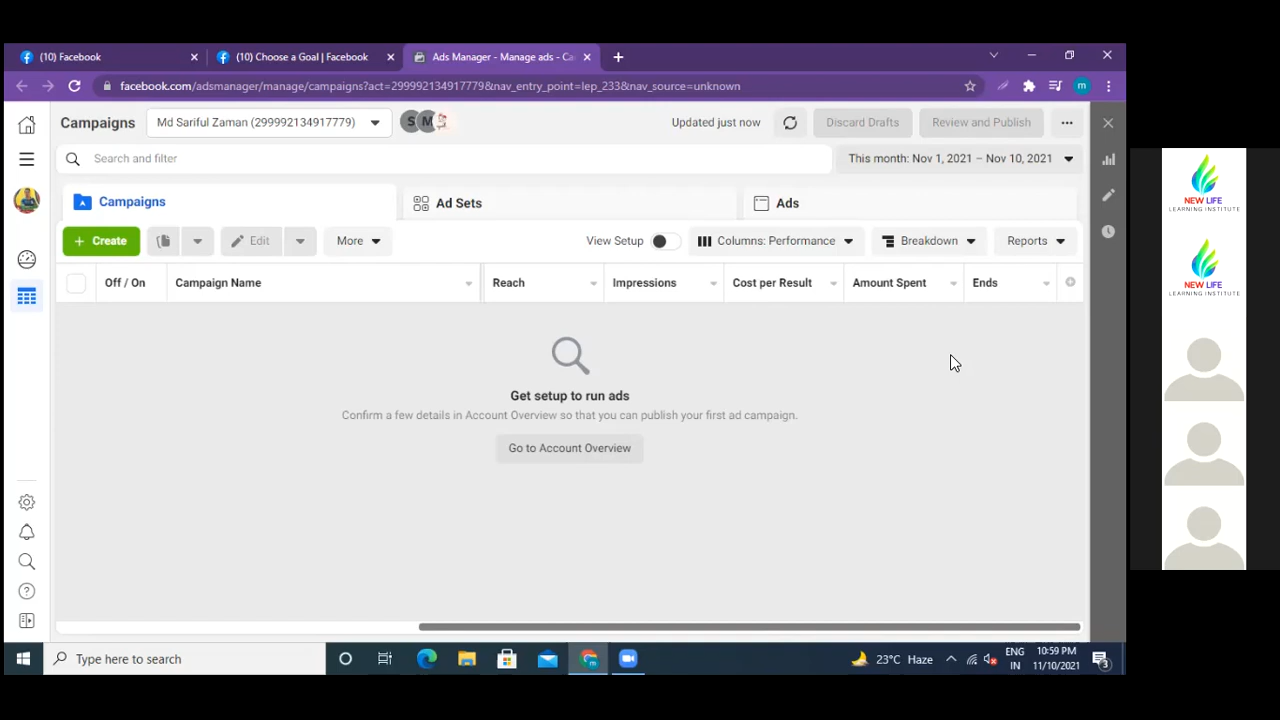 (10) Facebook
(10) Choose a Goal | Facebook
Ads Manager - Manage ads - Ca
facebook.com/adsmanager/manage/campaigns?act=299992134917779&nav_entry_point=lep_233&nav_source=unknown
m
Campaigns
Md Sariful Zaman (299992134917779)
S
M
Updated just now
Discard Drafts
Review and Publish
Search and filter
This month: Nov 1, 2021 – Nov 10, 2021
Campaigns
Ad Sets
Ads
+ Create
Edit
More
View Setup
Columns: Performance
Breakdown
Reports
Off / On
Campaign Name
Reach
Impressions
Cost per Result
Amount Spent
Ends
Get setup to run ads
Confirm a few details in Account Overview so that you can publish your first ad campaign.
Go to Account Overview
Type here to search
23°C Haze
ENG
IN
10:59 PM
11/10/2021
3
NEW LIFE
LEARNING INSTITUTE
NEW LIFE
LEARNING INSTITUTE